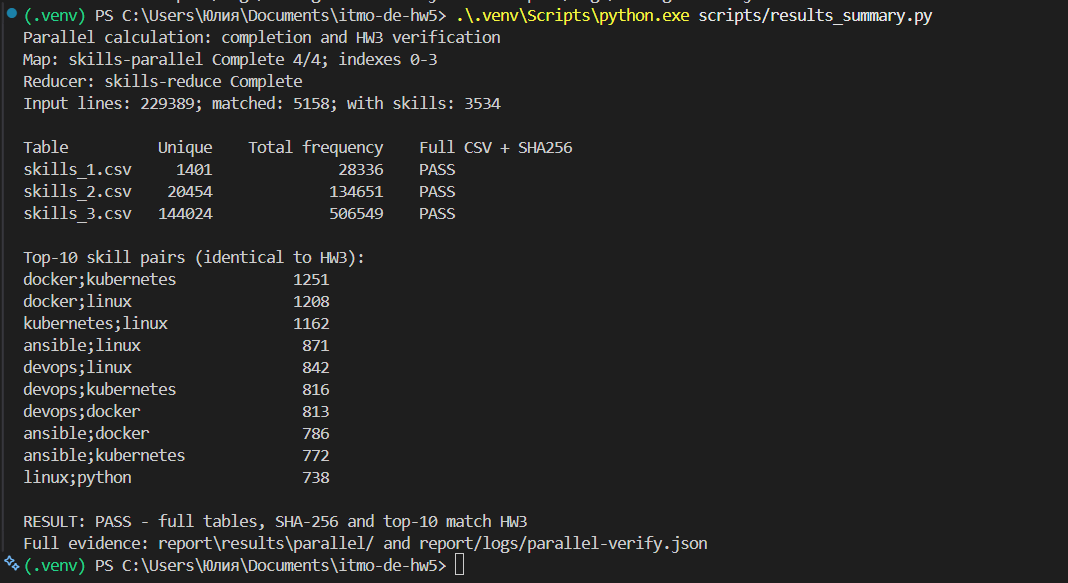 (.venv) PS C:\Users\Юлия\Documents\itmo-de-hw5> .\.venv\Scripts\python.exe scripts/results_summary.py
Parallel calculation: completion and HW3 verification
Map: skills-parallel Complete 4/4; indexes 0-3
Reducer: skills-reduce Complete
Input lines: 229389; matched: 5158; with skills: 3534
Table Unique Total frequency Full CSV + SHA256
skills_1.csv 1401 28336 PASS
skills_2.csv 20454 134651 PASS
skills_3.csv 144024 506549 PASS
Top-10 skill pairs (identical to HW3):
docker;kubernetes 1251
docker;linux 1208
kubernetes;linux 1162
ansible;linux 871
devops;linux 842
devops;kubernetes 816
devops;docker 813
ansible;docker 786
ansible;kubernetes 772
linux;python 738
RESULT: PASS - full tables, SHA-256 and top-10 match HW3
Full evidence: report\results\parallel/ and report/logs/parallel-verify.json
(.venv) PS C:\Users\Юлия\Documents\itmo-de-hw5>